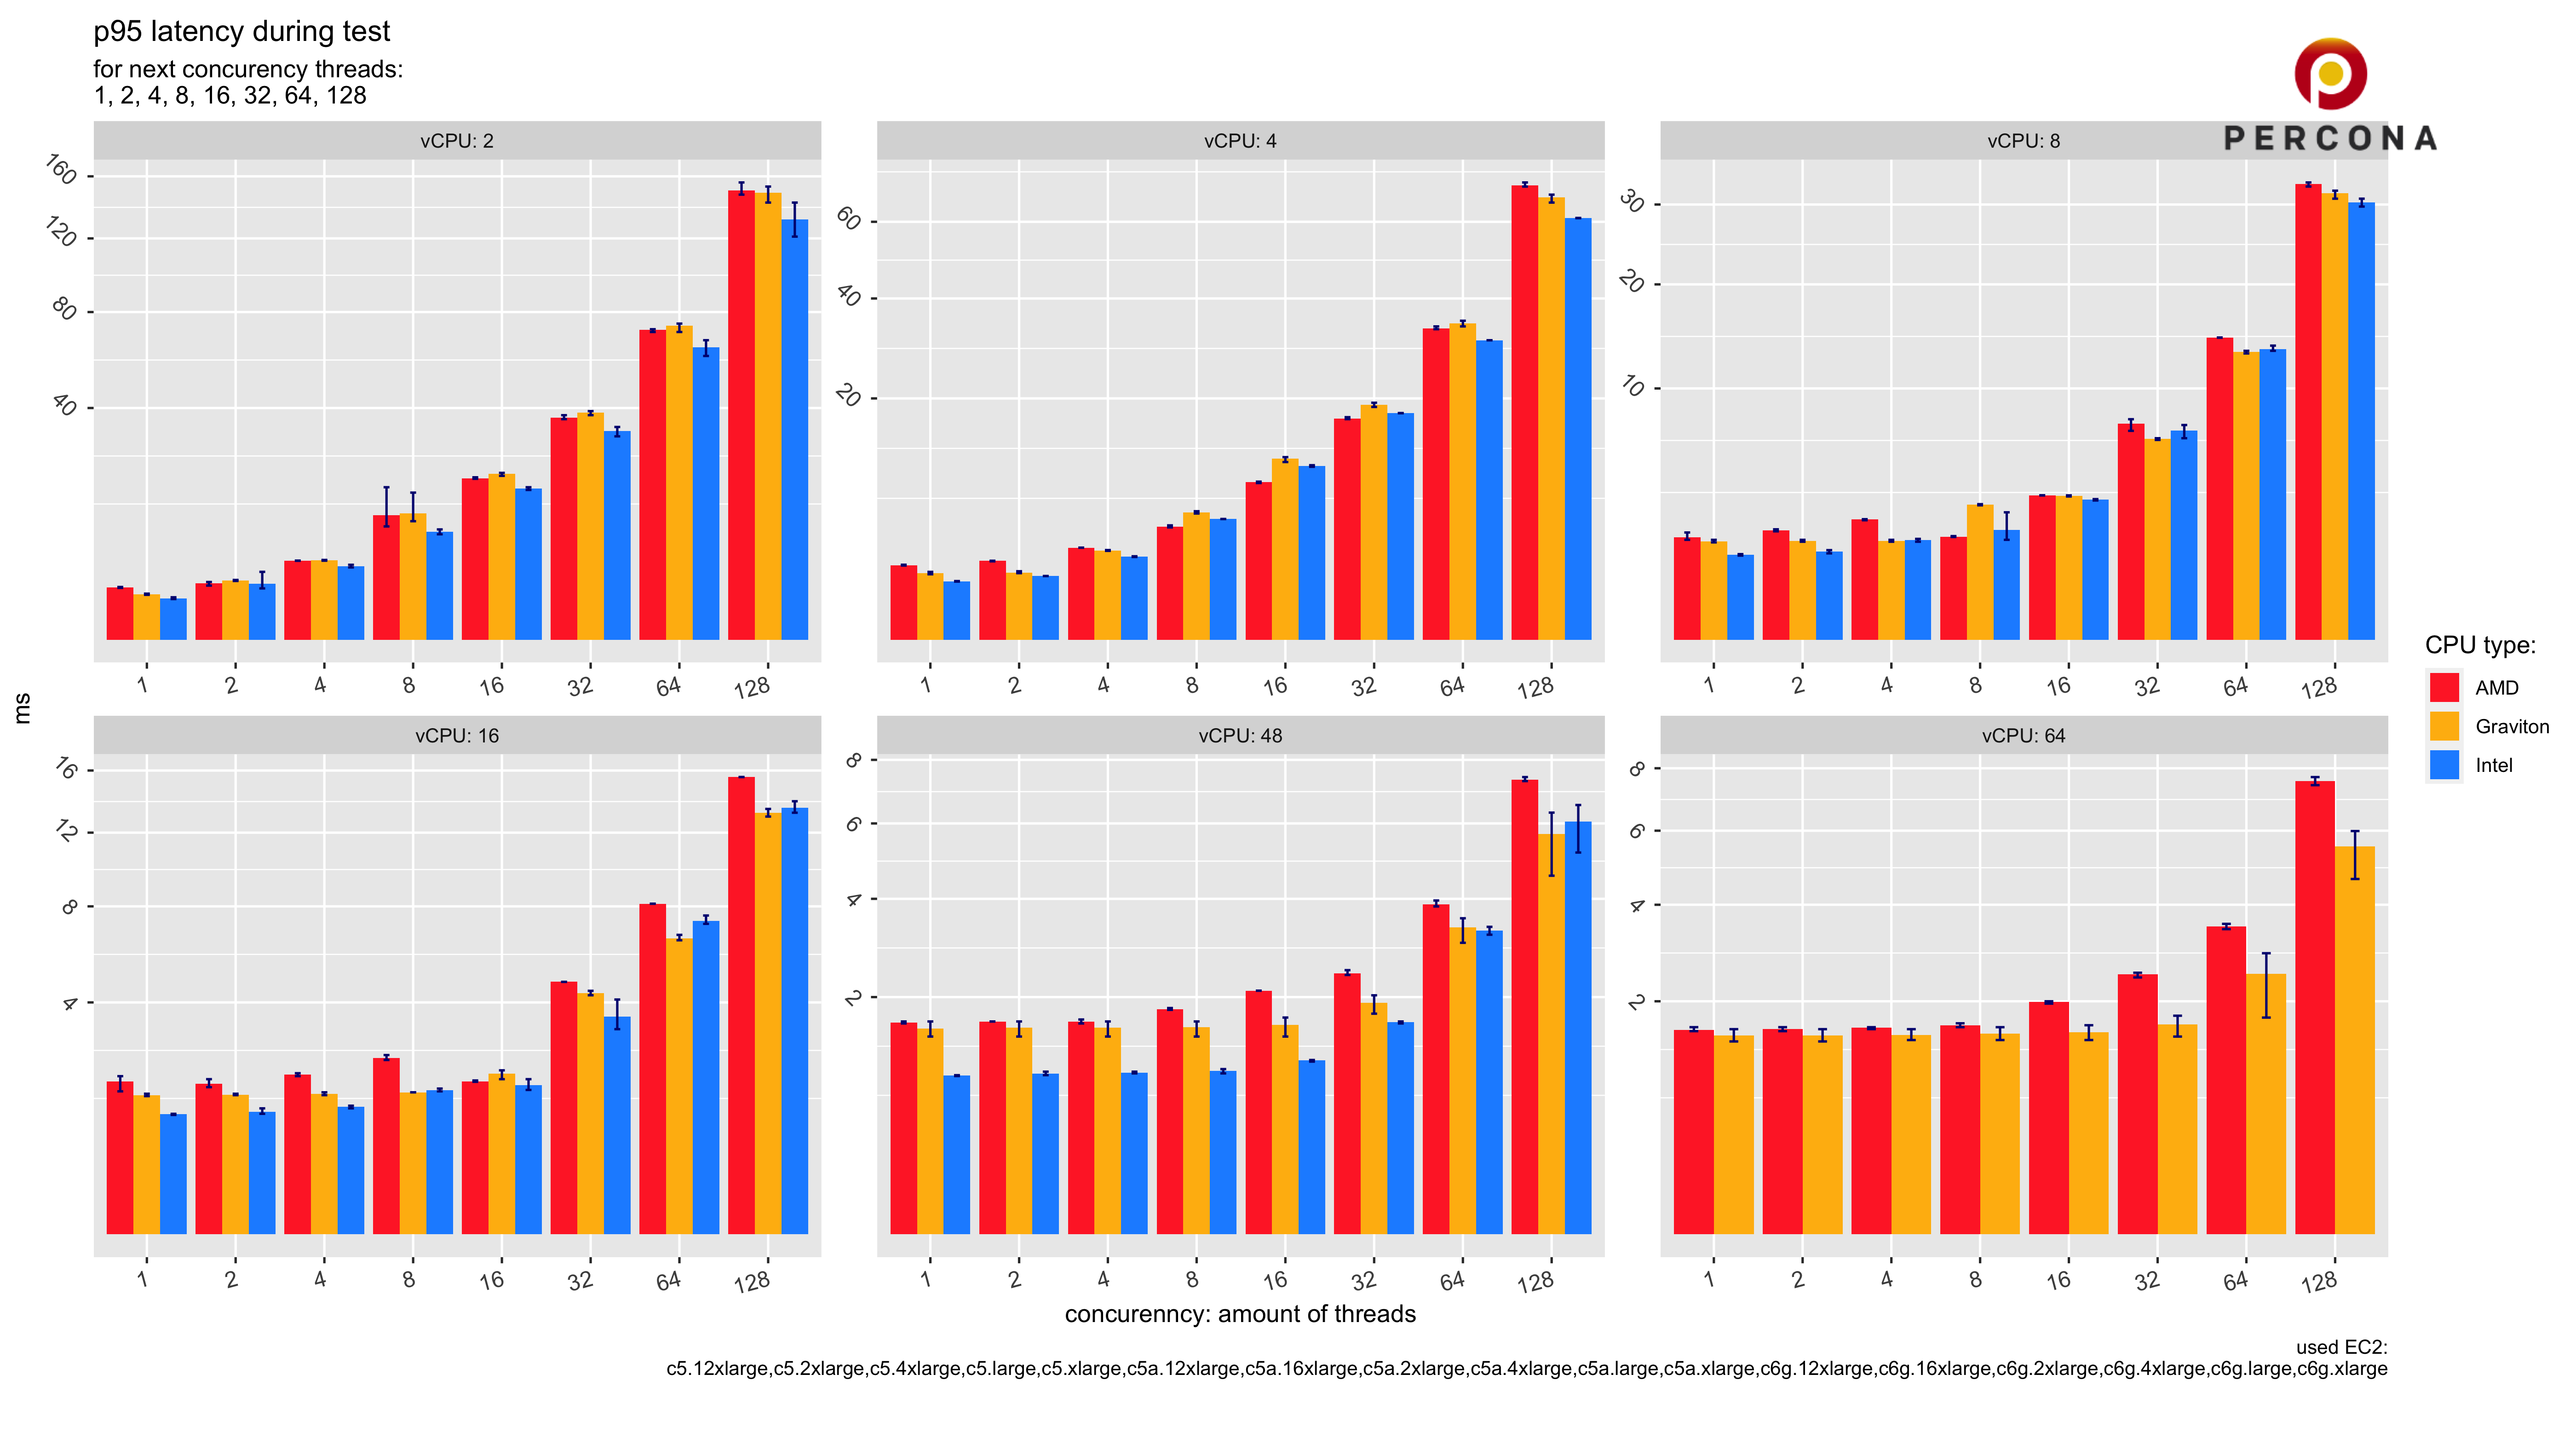 p95 latency during test
for next concurency threads:
1, 2, 4, 8, 16, 32, 64, 128
PERCONA
vCPU: 2
160
120
80
40
1 2 4 8 16 32 64 128
vCPU: 4
60
40
20
1 2 4 8 16 32 64 128
vCPU: 8
30
20
10
1 2 4 8 16 32 64 128
ms
vCPU: 16
16
12
8
4
1 2 4 8 16 32 64 128
vCPU: 48
8
6
4
2
1 2 4 8 16 32 64 128
vCPU: 64
8
6
4
2
1 2 4 8 16 32 64 128
CPU type:
AMD
Graviton
Intel
concurenncy: amount of threads
used EC2:
c5.12xlarge,c5.2xlarge,c5.4xlarge,c5.large,c5.xlarge,c5a.12xlarge,c5a.16xlarge,c5a.2xlarge,c5a.4xlarge,c5a.large,c5a.xlarge,c6g.12xlarge,c6g.16xlarge,c6g.2xlarge,c6g.4xlarge,c6g.large,c6g.xlarge